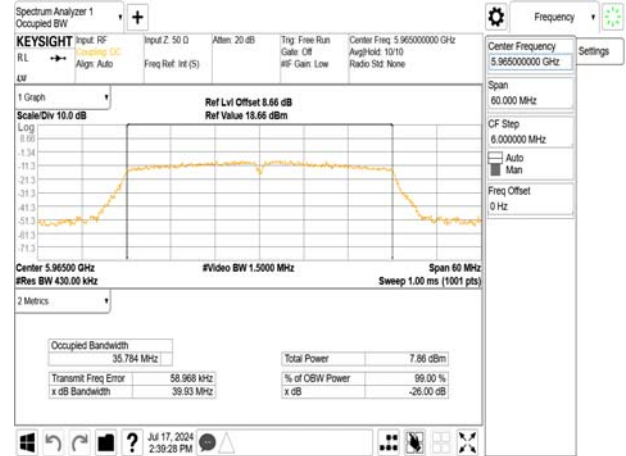 Spectrum Analyzer 1
Occupied BW
Frequency
KEYSIGHT
Input: RF
Coupling: DC
Align: Auto
Input Z: 50 Ω
Freq Ref: Int (S)
Atten: 20 dB
Trig: Free Run
Gate: Off
#IF Gain: Low
Center Freq: 5.965000000 GHz
Avg|Hold: 10/10
Radio Std: None
RL
Center Frequency
5.965000000 GHz
Settings
Span
60.000 MHz
CF Step
6.000000 MHz
Auto
Man
Freq Offset
0 Hz
1 Graph
Scale/Div 10.0 dB
Ref Lvl Offset 8.66 dB
Ref Value 18.66 dBm
Log
8.66
-1.34
-11.3
-21.3
-31.3
-41.3
-51.3
-61.3
-71.3
Center 5.96500 GHz
#Video BW 1.5000 MHz
Span 60 MHz
#Res BW 430.00 kHz
Sweep 1.00 ms (1001 pts)
2 Metrics
Occupied Bandwidth
35.784 MHz
Total Power
7.86 dBm
Transmit Freq Error
58.968 kHz
% of OBW Power
99.00 %
x dB Bandwidth
39.93 MHz
x dB
-26.00 dB
?
Jul 17, 2024
2:39:28 PM